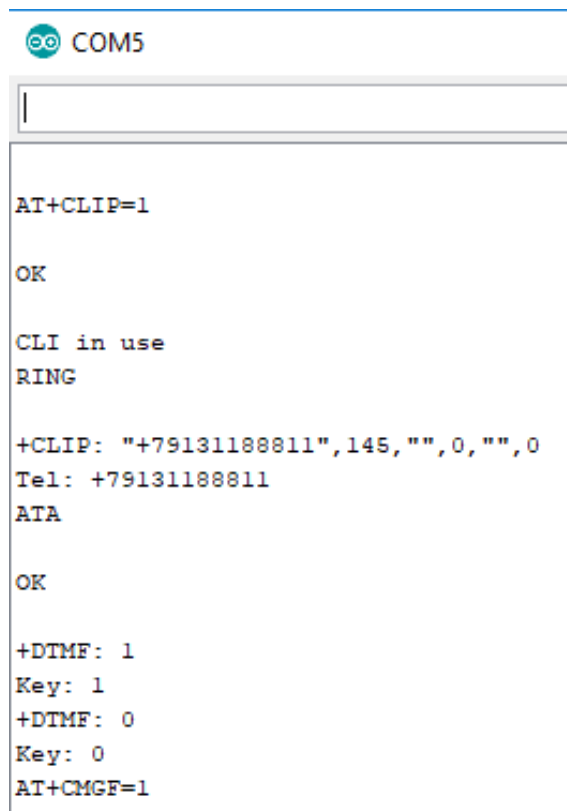 COM5
AT+CLIP=1
OK
CLI in use
RING
+CLIP: "+79131188811",145,"",0,"",0
Tel: +79131188811
ATA
OK
+DTMF: 1
Key: 1
+DTMF: 0
Key: 0
AT+CMGF=1